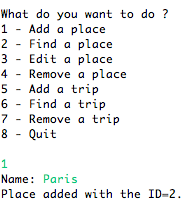 What do you want to do ?
1 - Add a place
2 - Find a place
3 - Edit a place
4 - Remove a place
5 - Add a trip
6 - Find a trip
7 - Remove a trip
8 - Quit
1
Name: Paris
Place added with the ID=2.